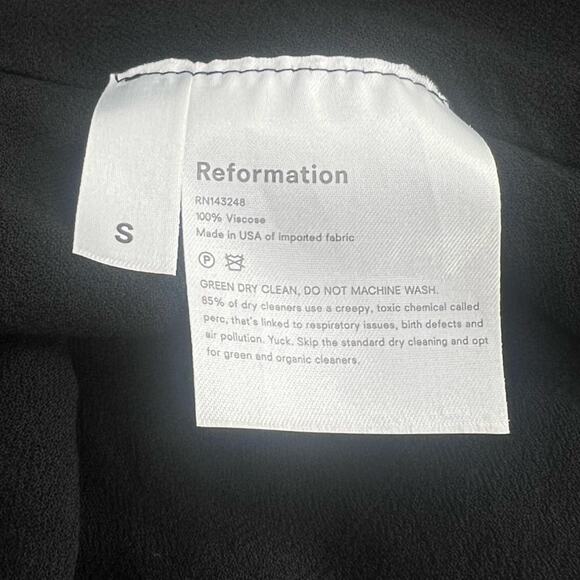 S
Reformation
RN143248
100% Viscose
Made in USA of imported fabric
P
GREEN DRY CLEAN, DO NOT MACHINE WASH.
85% of dry cleaners use a creepy, toxic chemical called
perc, that's linked to respiratory issues, birth defects and
air pollution. Yuck. Skip the standard dry cleaning and opt
for green and organic cleaners.